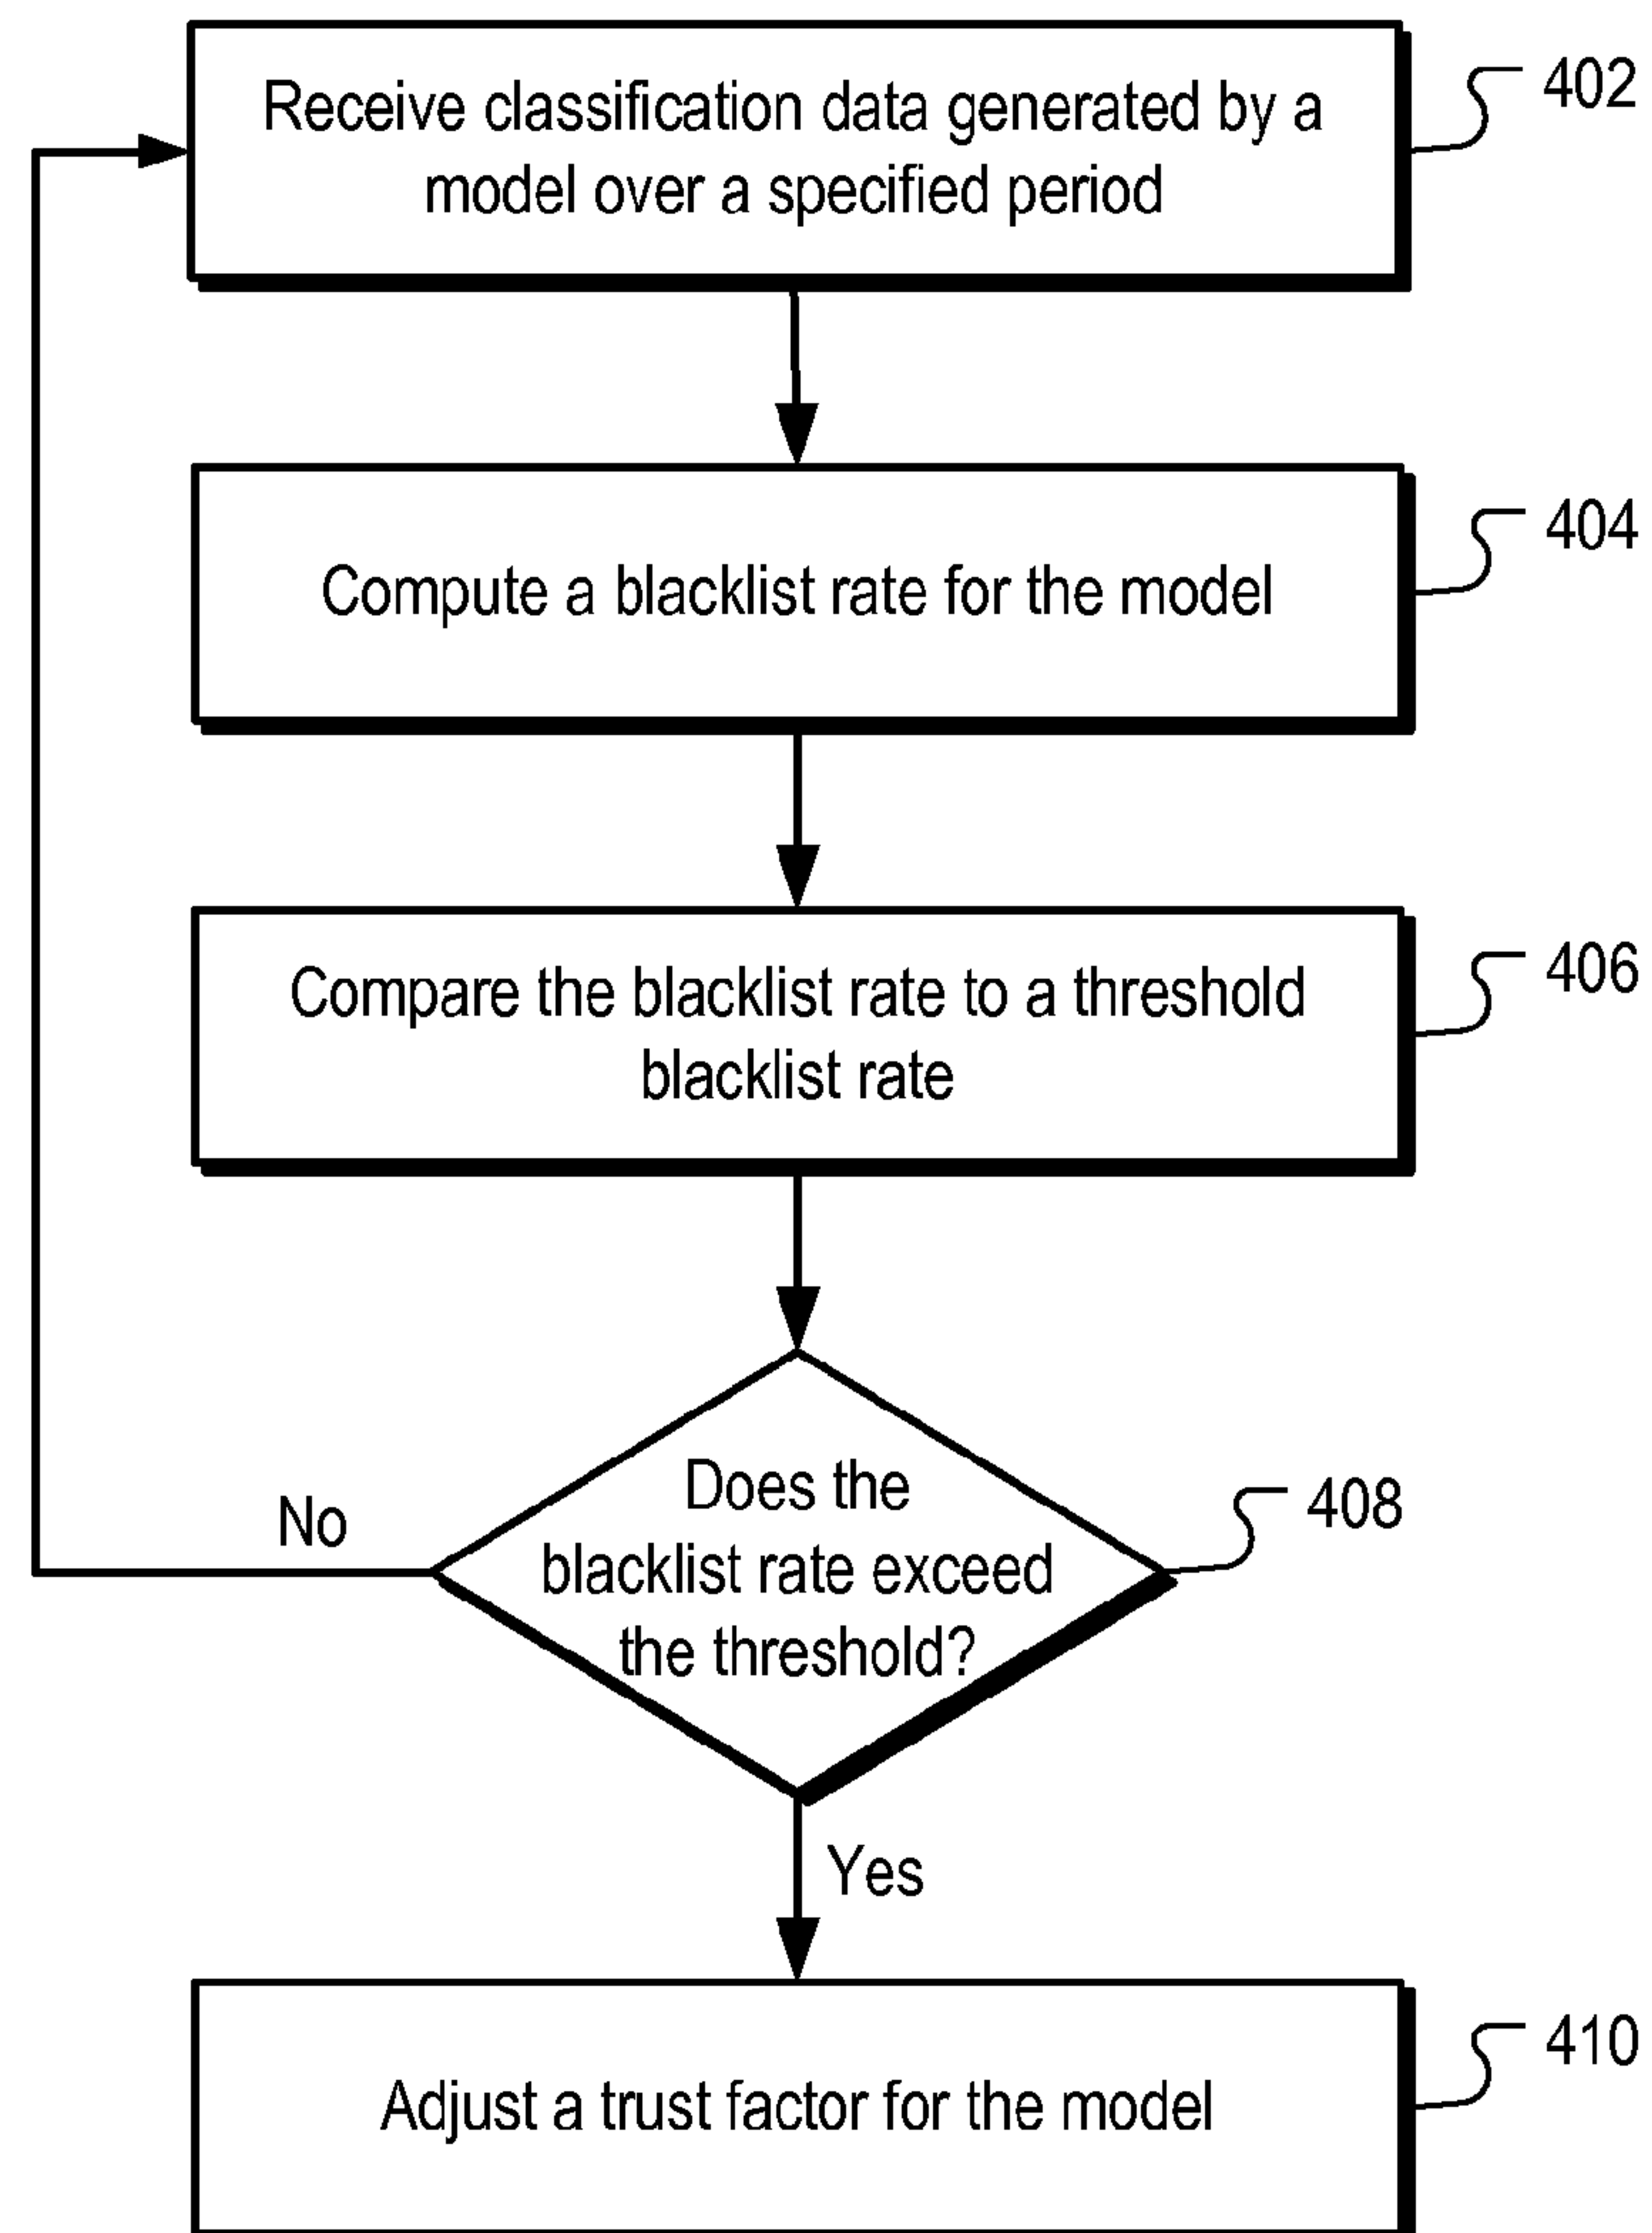 Receive classification data generated by a
model over a specified period
402
Compute a blacklist rate for the model
404
Compare the blacklist rate to a threshold
blacklist rate
406
Does the
blacklist rate exceed
the threshold?
408
No
Yes
Adjust a trust factor for the model
410